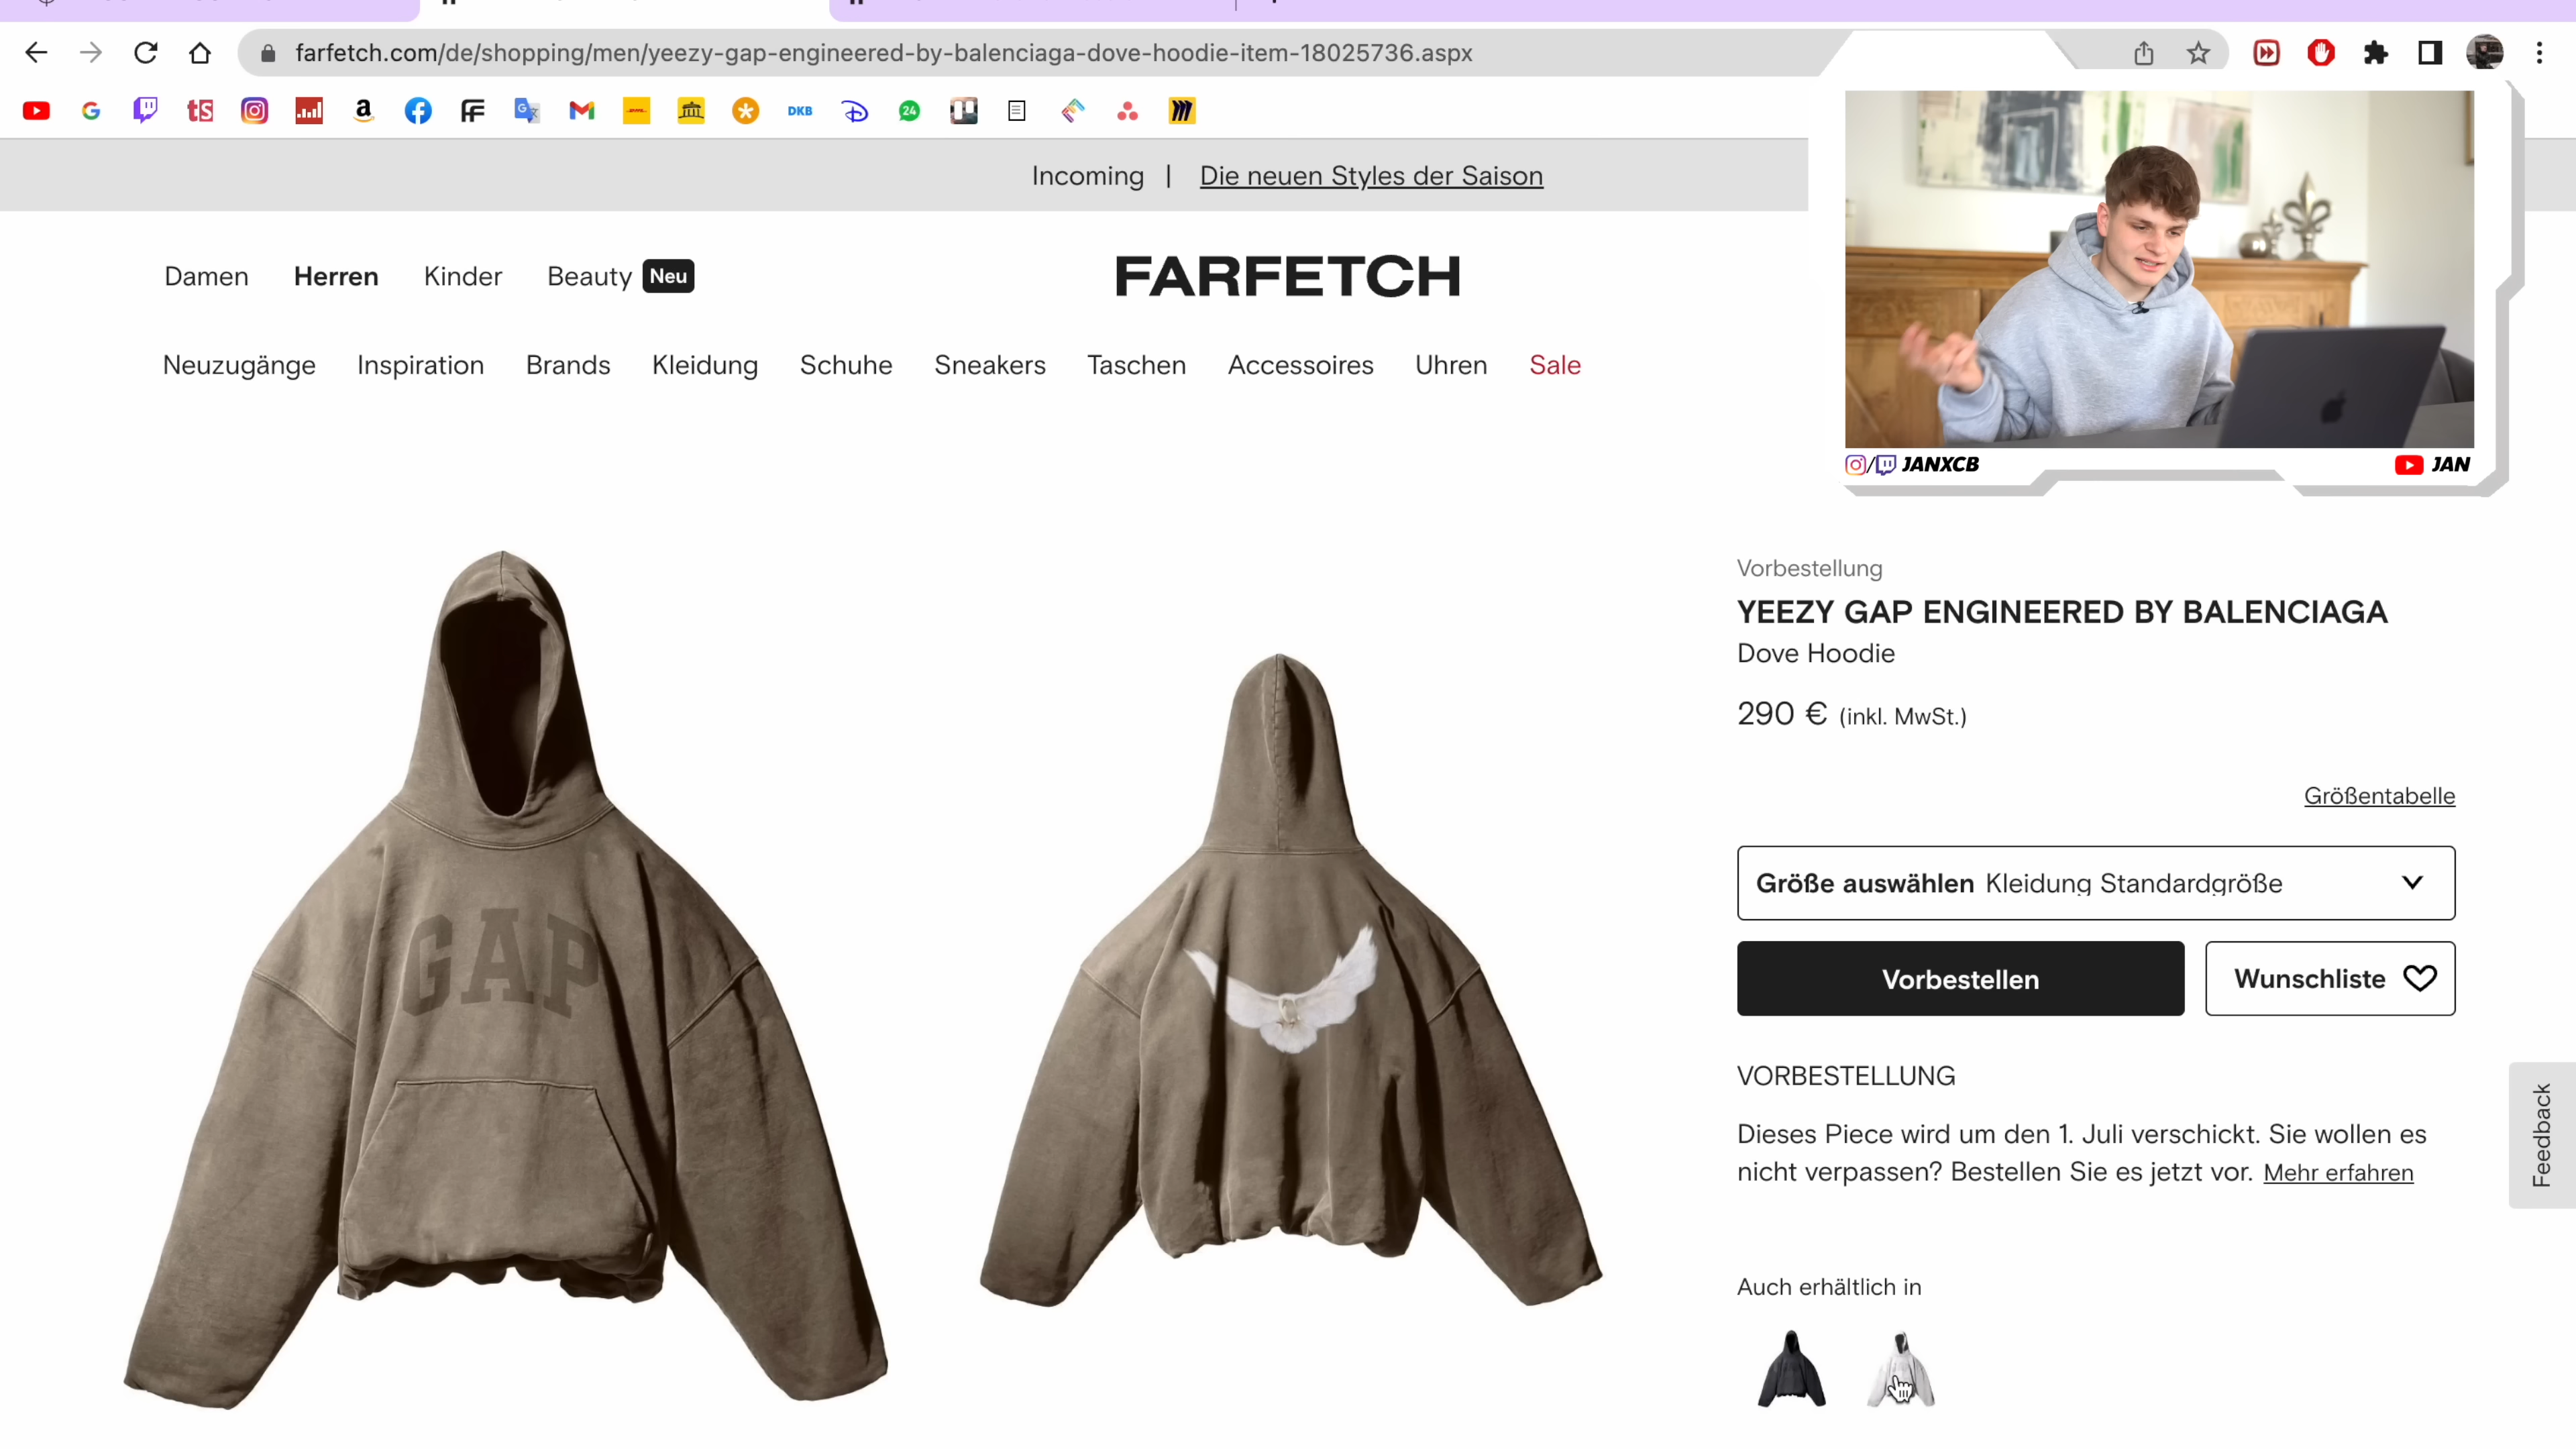 farfetch.com/de/shopping/men/yeezy-gap-engineered-by-balenciaga-dove-hoodie-item-18025736.aspx
tS
a
DKB
24
Incoming | Die neuen Styles der Saison
Damen Herren Kinder Beauty Neu
FARFETCH
Neuzugänge Inspiration Brands Kleidung Schuhe Sneakers Taschen Accessoires Uhren Sale
/ JANXCB
JAN
GAP
Vorbestellung
YEEZY GAP ENGINEERED BY BALENCIAGA
Dove Hoodie
290 € (inkl. MwSt.)
Größentabelle
Größe auswählen Kleidung Standardgröße
Vorbestellen
Wunschliste
VORBESTELLUNG
Dieses Piece wird um den 1. Juli verschickt. Sie wollen es
nicht verpassen? Bestellen Sie es jetzt vor. Mehr erfahren
Feedback
Auch erhältlich in